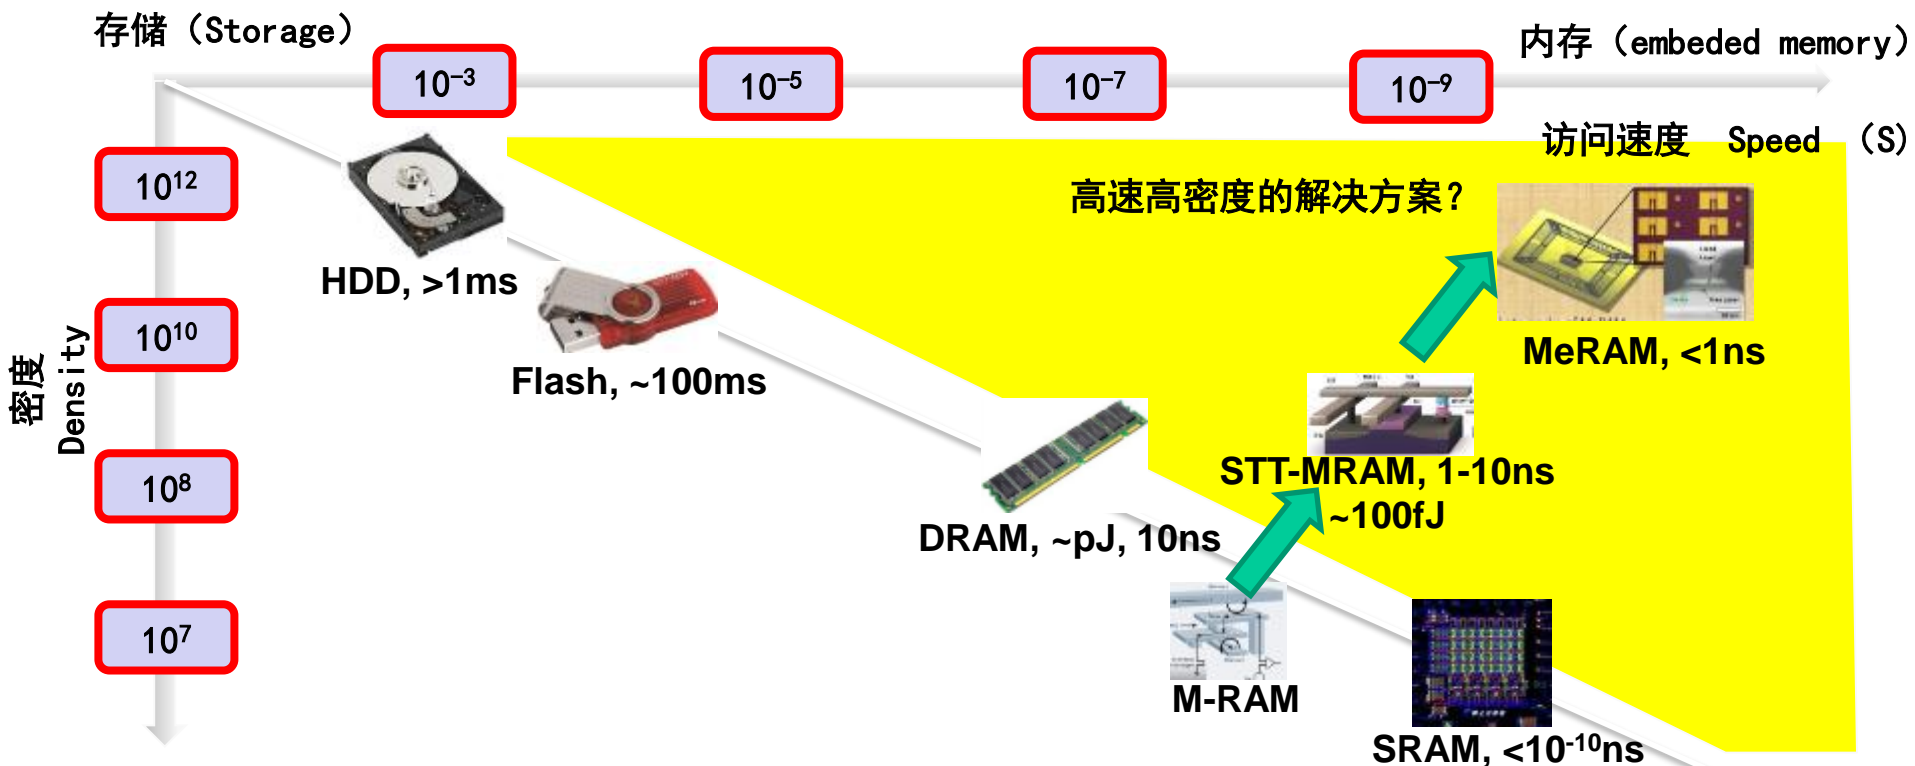 存储（Storage）
内存（embeded memory）
10⁻³
10⁻⁵
10⁻⁷
10⁻⁹
访问速度 Speed （S）
10¹²
高速高密度的解决方案？
HDD, >1ms
10¹⁰
MeRAM, <1ns
Flash, ~100ms
密度
Density
10⁸
STT-MRAM, 1-10ns
~100fJ
DRAM, ~pJ, 10ns
10⁷
M-RAM
SRAM, <10⁻¹⁰ns